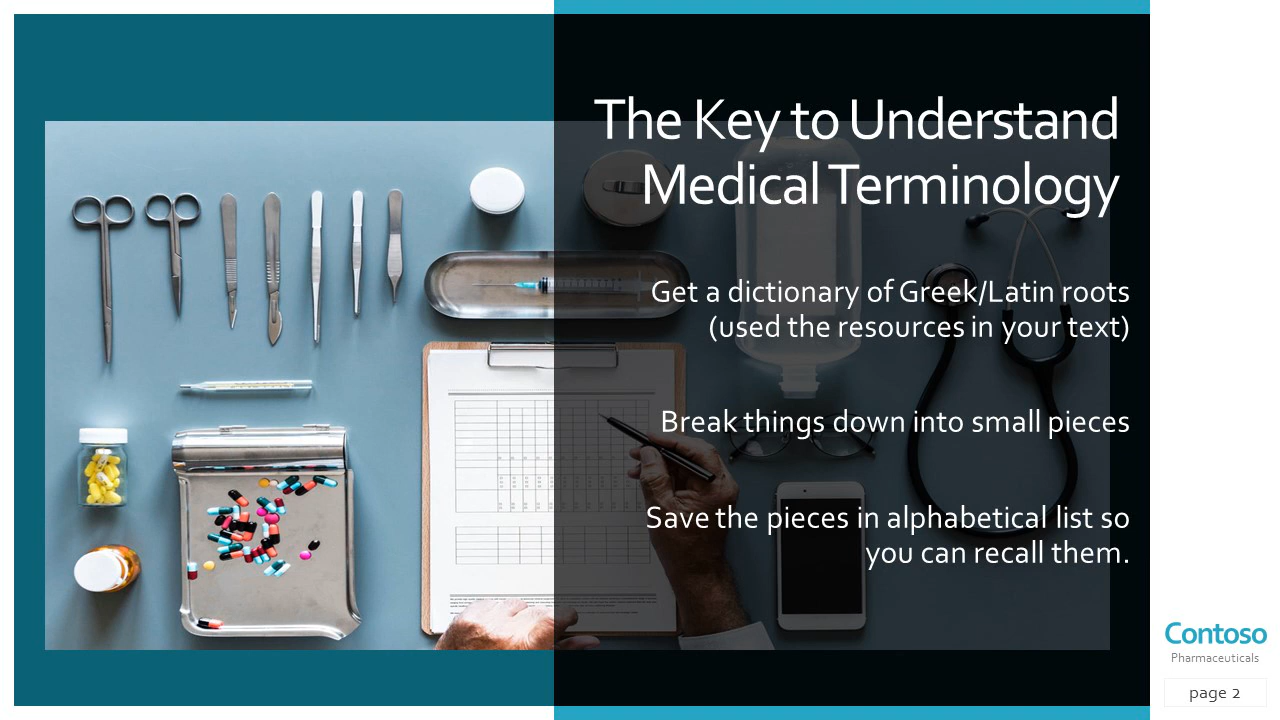 The Key to Understand
Medical Terminology
Get a dictionary of Greek/Latin roots
(used the resources in your text)
Break things down into small pieces
Save the pieces in alphabetical list so
you can recall them.
Contoso
Pharmaceuticals
page 2